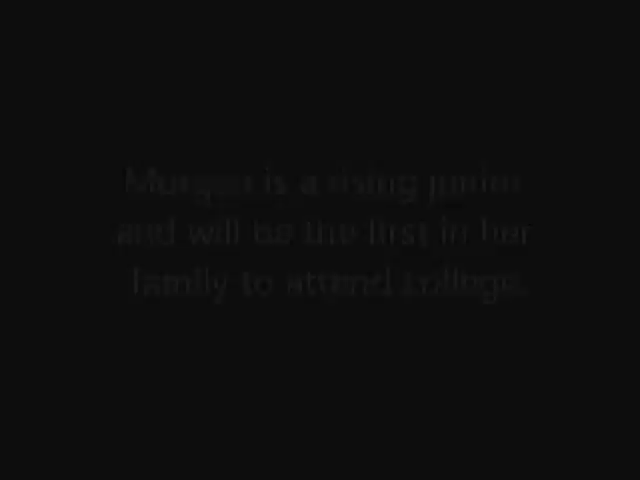 Morgan is a rising junior
and will be the first in her
family to attend college.